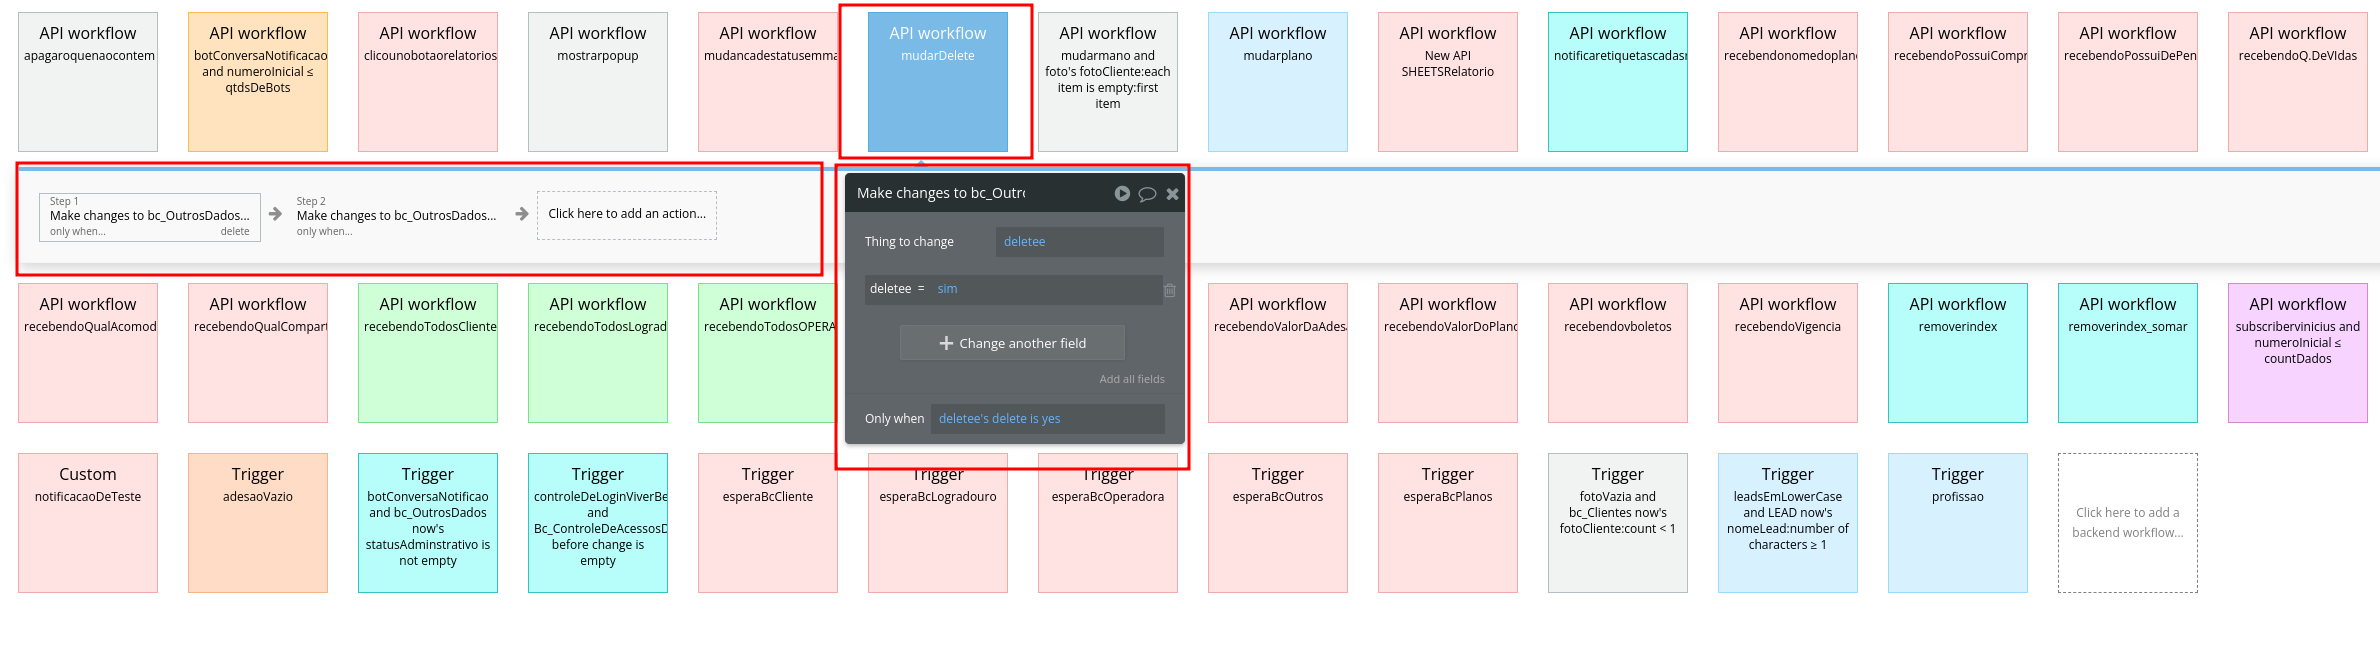 API workflow
apagaroquenaocontem
API workflow
botConversaNotificacao
and numeroInicial ≤
qtdsDeBots
API workflow
clicounobotaorelatorios
API workflow
mostrarpopup
API workflow
mudancadestatusemma
API workflow
mudarDelete
API workflow
mudarmano and
foto's fotoCliente:each
item is empty:first
item
API workflow
mudarplano
API workflow
New API
SHEETSRelatorio
API workflow
notificaretiquetascadas
API workflow
recebendonomedoplano
API workflow
recebendoPossuiCompr
API workflow
recebendoPossuiDePen
API workflow
recebendoQ.DeVIdas
Step 1
Make changes to bc_OutrosDados...
only when... delete
Step 2
Make changes to bc_OutrosDados...
only when...
Click here to add an action...
Make changes to bc_Outro
Thing to change deletee
deletee = sim
Change another field
Add all fields
Only when deletee's delete is yes
API workflow
recebendoQualAcomod
API workflow
recebendoQualCompart
API workflow
recebendoTodosCliente
API workflow
recebendoTodosLograd
API workflow
recebendoTodosOPERA
API workflow
recebendoValorDaAdesa
API workflow
recebendoValorDoPlano
API workflow
recebendovboletos
API workflow
recebendoVigencia
API workflow
removerindex
API workflow
removerindex_somar
API workflow
subscribervinicius and
numeroInicial ≤
countDados
Custom
notificacaoDeTeste
Trigger
adesaoVazio
Trigger
botConversaNotificao
and bc_OutrosDados
now's
statusAdminstrativo is
not empty
Trigger
controleDeLoginViverBe
and
Bc_ControleDeAcessosD
before change is
empty
Trigger
esperaBcCliente
Trigger
esperaBcLogradouro
Trigger
esperaBcOperadora
Trigger
esperaBcOutros
Trigger
esperaBcPlanos
Trigger
fotoVazia and
bc_Clientes now's
fotoCliente:count < 1
Trigger
leadsEmLowerCase
and LEAD now's
nomeLead:number of
characters ≥ 1
Trigger
profissao
Click here to add a
backend workflow...